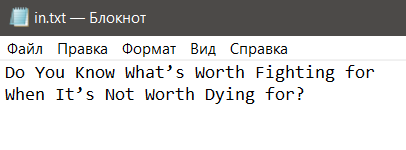 in.txt — Блокнот
Файл Правка Формат Вид Справка
Do You Know What’s Worth Fighting for
When It’s Not Worth Dying for?